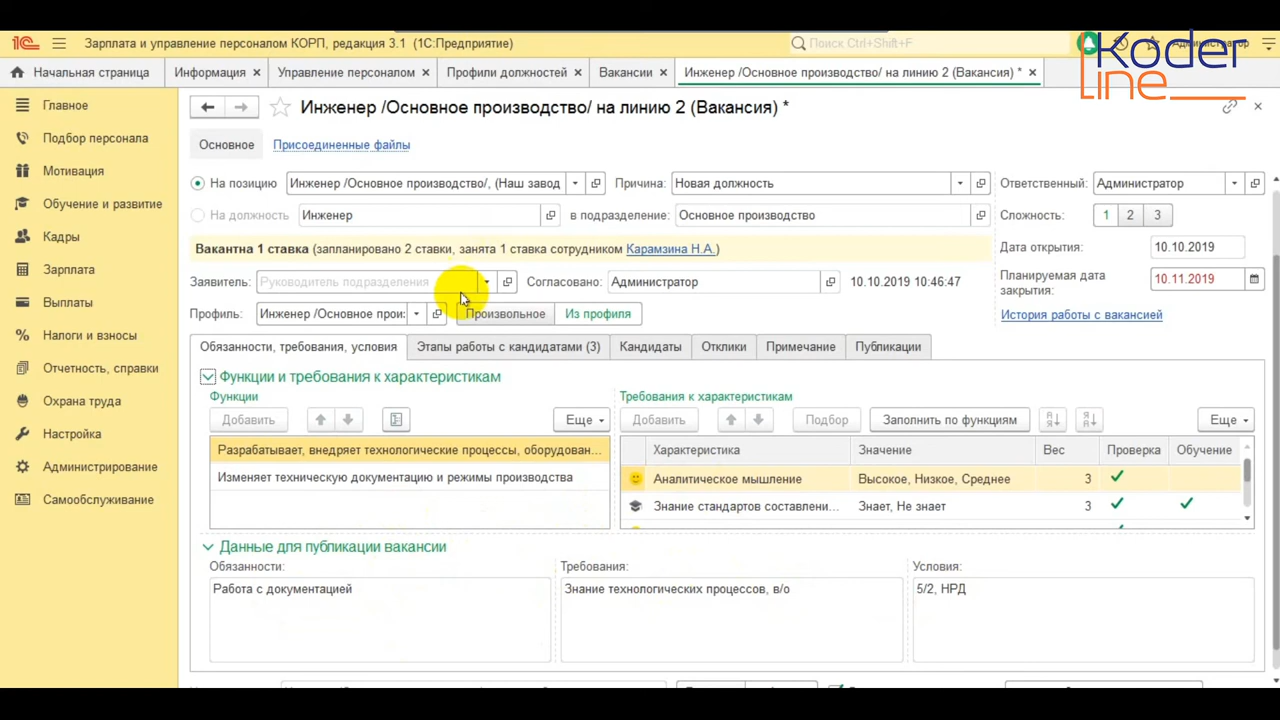 1С Зарплата и управление персоналом КОРП, редакция 3.1 (1С:Предприятие) Поиск Ctrl+Shift+F
Koder
line
Начальная страница Информация × Управление персоналом × Профили должностей × Вакансии × Инженер /Основное производство/ на линию 2 (Вакансия) * ×
Главное
Подбор персонала
Мотивация
Обучение и развитие
Кадры
Зарплата
Выплаты
Налоги и взносы
Отчетность, справки
Охрана труда
Настройка
Администрирование
Самообслуживание
Инженер /Основное производство/ на линию 2 (Вакансия) *
Основное Присоединенные файлы
На позицию Инженер /Основное производство/, (Наш завод Причина: Новая должность Ответственный: Администратор
На должность Инженер в подразделение: Основное производство Сложность: 1 2 3
Вакантна 1 ставка (запланировано 2 ставки, занята 1 ставка сотрудником Карамзина Н.А.) Дата открытия: 10.10.2019
Заявитель: Руководитель подразделения Согласовано: Администратор 10.10.2019 10:46:47 Планируемая дата закрытия: 10.11.2019
Профиль: Инженер /Основное прои: Произвольное Из профиля История работы с вакансией
Обязанности, требования, условия Этапы работы с кандидатами (3) Кандидаты Отклики Примечание Публикации
Функции и требования к характеристикам
Функции Требования к характеристикам
Добавить Еще Добавить Подбор Заполнить по функциям Еще
Разрабатывает, внедряет технологические процессы, оборудован... Характеристика Значение Вес Проверка Обучение
Изменяет техническую документацию и режимы производства Аналитическое мышление Высокое, Низкое, Среднее 3
Знание стандартов составлени... Знает, Не знает 3
Данные для публикации вакансии
Обязанности: Требования: Условия:
Работа с документацией Знание технологических процессов, в/о 5/2, НРД